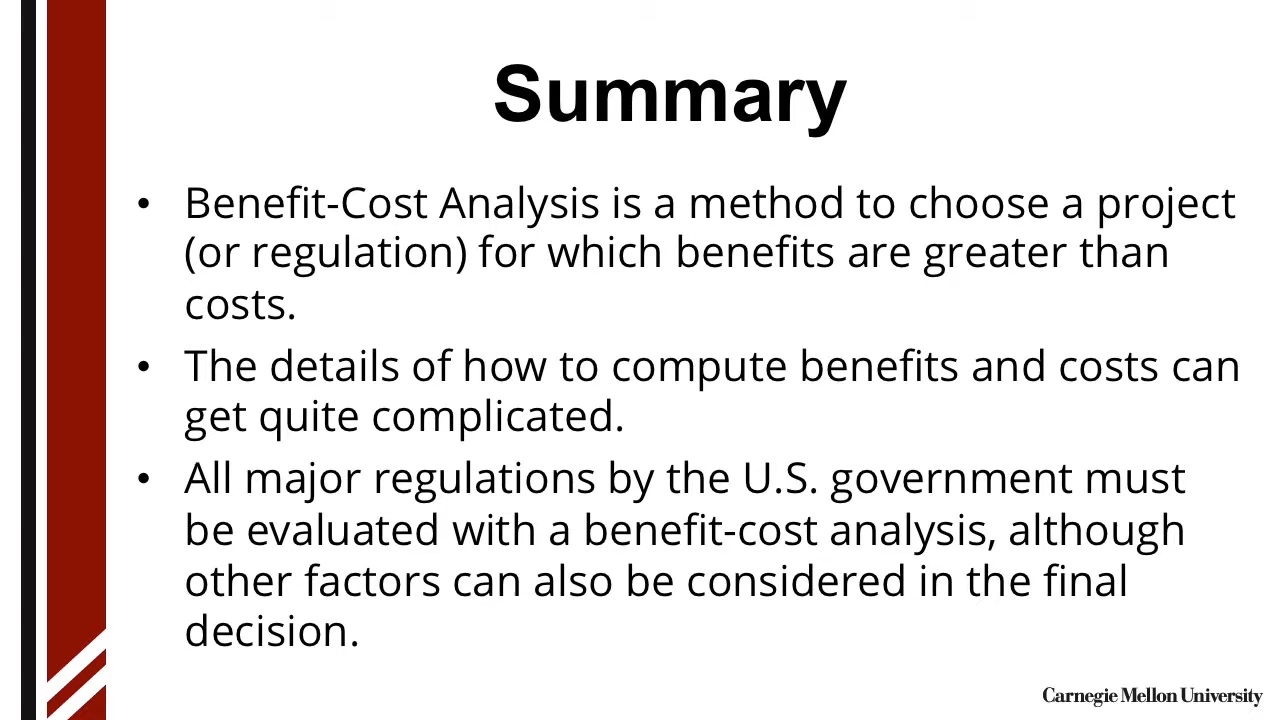 Summary
• Benefit-Cost Analysis is a method to choose a project
(or regulation) for which benefits are greater than
costs.
• The details of how to compute benefits and costs can
get quite complicated.
• All major regulations by the U.S. government must
be evaluated with a benefit-cost analysis, although
other factors can also be considered in the final
decision.
Carnegie Mellon University